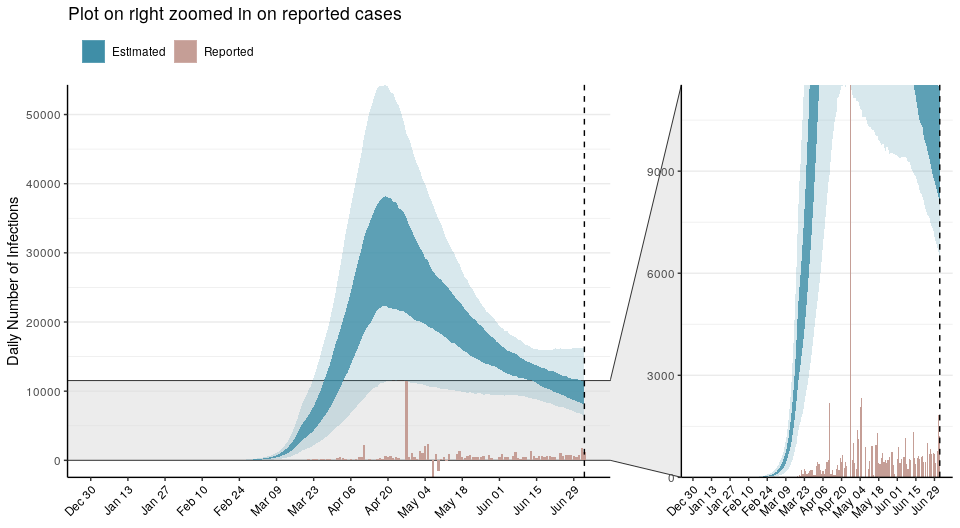 Plot on right zoomed in on reported cases
Estimated Reported
Daily Number of Infections
50000
40000
30000
20000
10000
0
Dec 30 Jan 13 Jan 27 Feb 10 Feb 24 Mar 09 Mar 23 Apr 06 Apr 20 May 04 May 18 Jun 01 Jun 15 Jun 29
9000
6000
3000
0
Dec 30 Jan 13 Jan 27 Feb 10 Feb 24 Mar 09 Mar 23 Apr 06 Apr 20 May 04 May 18 Jun 01 Jun 15 Jun 29